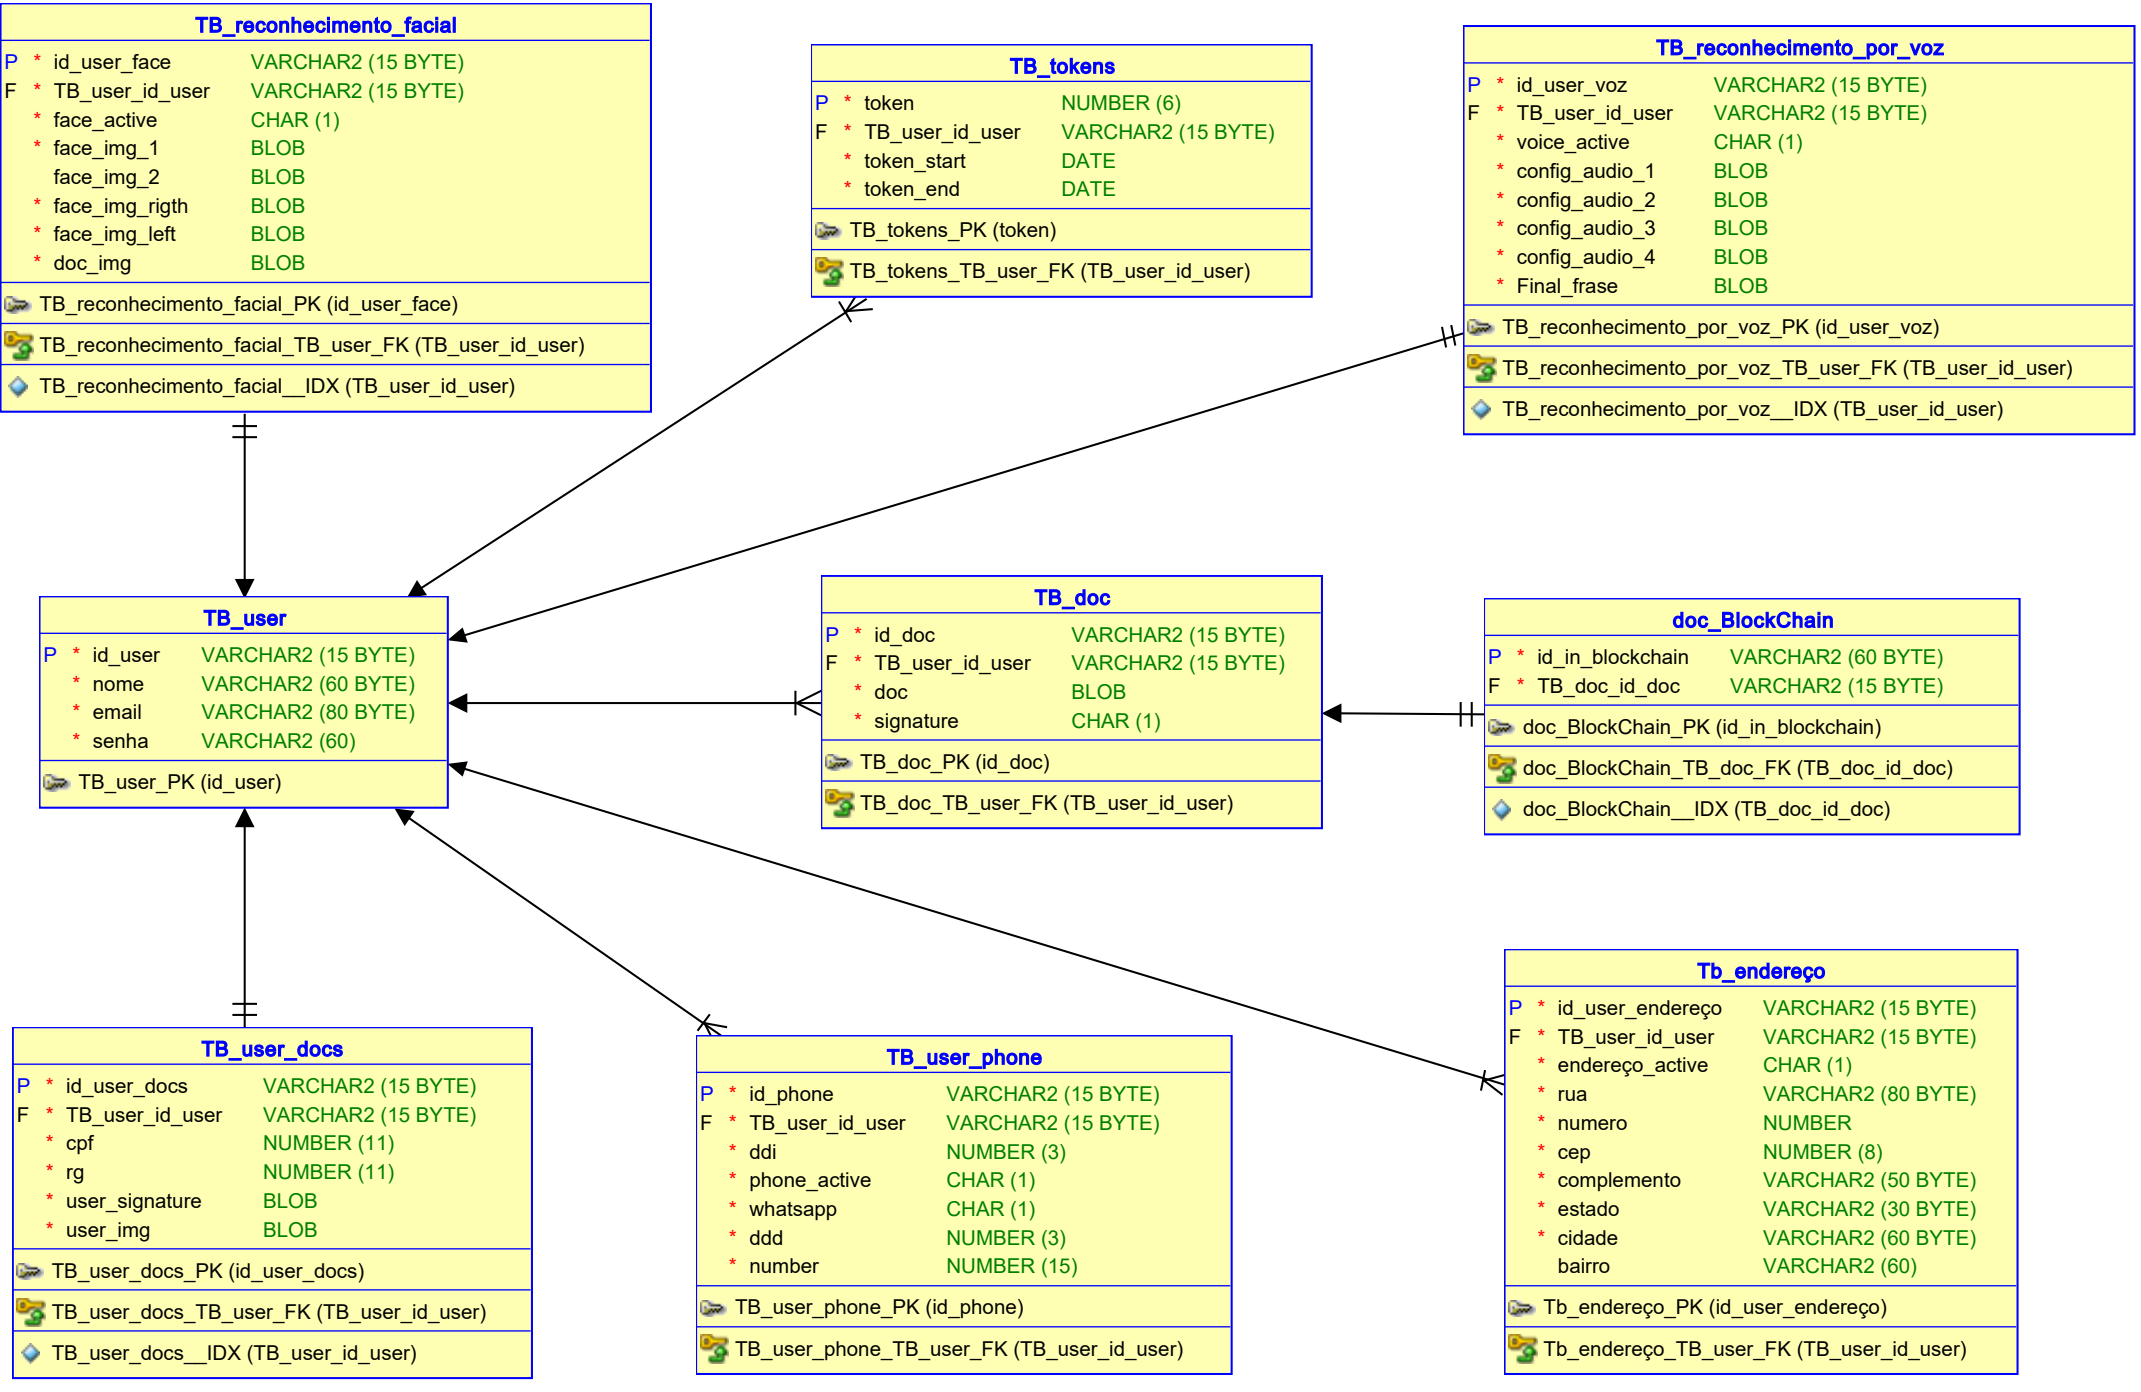 TB_reconhecimento_facial
P * id_user_face VARCHAR2 (15 BYTE)
F * TB_user_id_user VARCHAR2 (15 BYTE)
* face_active CHAR (1)
* face_img_1 BLOB
face_img_2 BLOB
* face_img_rigth BLOB
* face_img_left BLOB
* doc_img BLOB
TB_reconhecimento_facial_PK (id_user_face)
TB_reconhecimento_facial_TB_user_FK (TB_user_id_user)
TB_reconhecimento_facial__IDX (TB_user_id_user)
TB_tokens
P * token NUMBER (6)
F * TB_user_id_user VARCHAR2 (15 BYTE)
* token_start DATE
* token_end DATE
TB_tokens_PK (token)
TB_tokens_TB_user_FK (TB_user_id_user)
TB_reconhecimento_por_voz
P * id_user_voz VARCHAR2 (15 BYTE)
F * TB_user_id_user VARCHAR2 (15 BYTE)
* voice_active CHAR (1)
* config_audio_1 BLOB
* config_audio_2 BLOB
* config_audio_3 BLOB
* config_audio_4 BLOB
* Final_frase BLOB
TB_reconhecimento_por_voz_PK (id_user_voz)
TB_reconhecimento_por_voz_TB_user_FK (TB_user_id_user)
TB_reconhecimento_por_voz__IDX (TB_user_id_user)
TB_user
P * id_user VARCHAR2 (15 BYTE)
* nome VARCHAR2 (60 BYTE)
* email VARCHAR2 (80 BYTE)
* senha VARCHAR2 (60)
TB_user_PK (id_user)
TB_doc
P * id_doc VARCHAR2 (15 BYTE)
F * TB_user_id_user VARCHAR2 (15 BYTE)
* doc BLOB
* signature CHAR (1)
TB_doc_PK (id_doc)
TB_doc_TB_user_FK (TB_user_id_user)
doc_BlockChain
P * id_in_blockchain VARCHAR2 (60 BYTE)
F * TB_doc_id_doc VARCHAR2 (15 BYTE)
doc_BlockChain_PK (id_in_blockchain)
doc_BlockChain_TB_doc_FK (TB_doc_id_doc)
doc_BlockChain__IDX (TB_doc_id_doc)
TB_user_docs
P * id_user_docs VARCHAR2 (15 BYTE)
F * TB_user_id_user VARCHAR2 (15 BYTE)
* cpf NUMBER (11)
* rg NUMBER (11)
* user_signature BLOB
* user_img BLOB
TB_user_docs_PK (id_user_docs)
TB_user_docs_TB_user_FK (TB_user_id_user)
TB_user_docs__IDX (TB_user_id_user)
TB_user_phone
P * id_phone VARCHAR2 (15 BYTE)
F * TB_user_id_user VARCHAR2 (15 BYTE)
* ddi NUMBER (3)
* phone_active CHAR (1)
* whatsapp CHAR (1)
* ddd NUMBER (3)
* number NUMBER (15)
TB_user_phone_PK (id_phone)
TB_user_phone_TB_user_FK (TB_user_id_user)
Tb_endereço
P * id_user_endereço VARCHAR2 (15 BYTE)
F * TB_user_id_user VARCHAR2 (15 BYTE)
* endereço_active CHAR (1)
* rua VARCHAR2 (80 BYTE)
* numero NUMBER
* cep NUMBER (8)
* complemento VARCHAR2 (50 BYTE)
* estado VARCHAR2 (30 BYTE)
* cidade VARCHAR2 (60 BYTE)
bairro VARCHAR2 (60)
Tb_endereço_PK (id_user_endereço)
Tb_endereço_TB_user_FK (TB_user_id_user)